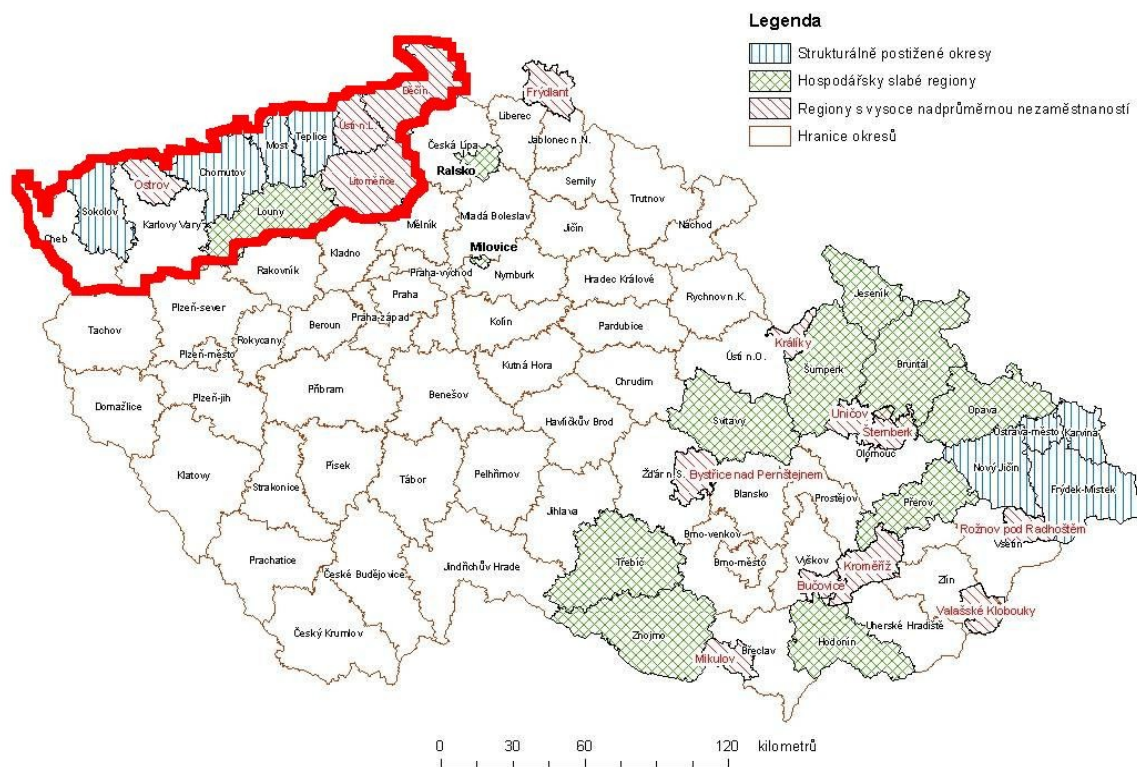 Legenda
Strukturálně postižené okresy
Hospodářsky slabé regiony
Regiony s vysoce nadprůměrnou nezaměstnaností
Hranice okresů
Děčín
Frýdlant
Ústí n.L.
Liberec
Teplice
Most
Česká Lípa
Jablonec n.N.
Ralsko
Chomutov
Litoměřice
Semily
Trutnov
Ostrov
Sokolov
Louny
Mladá Boleslav
Jičín
Náchod
Karlovy Vary
Mělník
Cheb
Milovice
Kladno
Rakovník
Praha-východ
Nymburk
Hradec Králové
Rychnov n.K.
Jeseník
Praha
Plzeň-sever
Praha-západ
Beroun
Kolín
Pardubice
Tachov
Rokycany
Králíky
Plzeň-město
Ústí n.O.
Kutná Hora
Šumperk
Bruntál
Chrudim
Příbram
Benešov
Plzeň-jih
Domažlice
Opava
Uničov
Svitavy
Havlíčkův Brod
Šternberk
Ostrava-město
Karviná
Olomouc
Nový Jičín
Písek
Klatovy
Tábor
Pelhřimov
Žďár n.S.
Bystřice nad Pernštejnem
Strakonice
Frýdek-Místek
Blansko
Prostějov
Přerov
Jihlava
Rožnov pod Radhoštěm
Brno-venkov
Vsetín
Prachatice
Třebíč
Brno-město
Vyškov
Kroměříž
Jindřichův Hrade
České Budějovice
Bučovice
Zlín
Valašské Klobouky
Uherské Hradiště
Český Krumlov
Znojmo
Hodonín
Břeclav
Mikulov
0 30 60 120 kilometrů